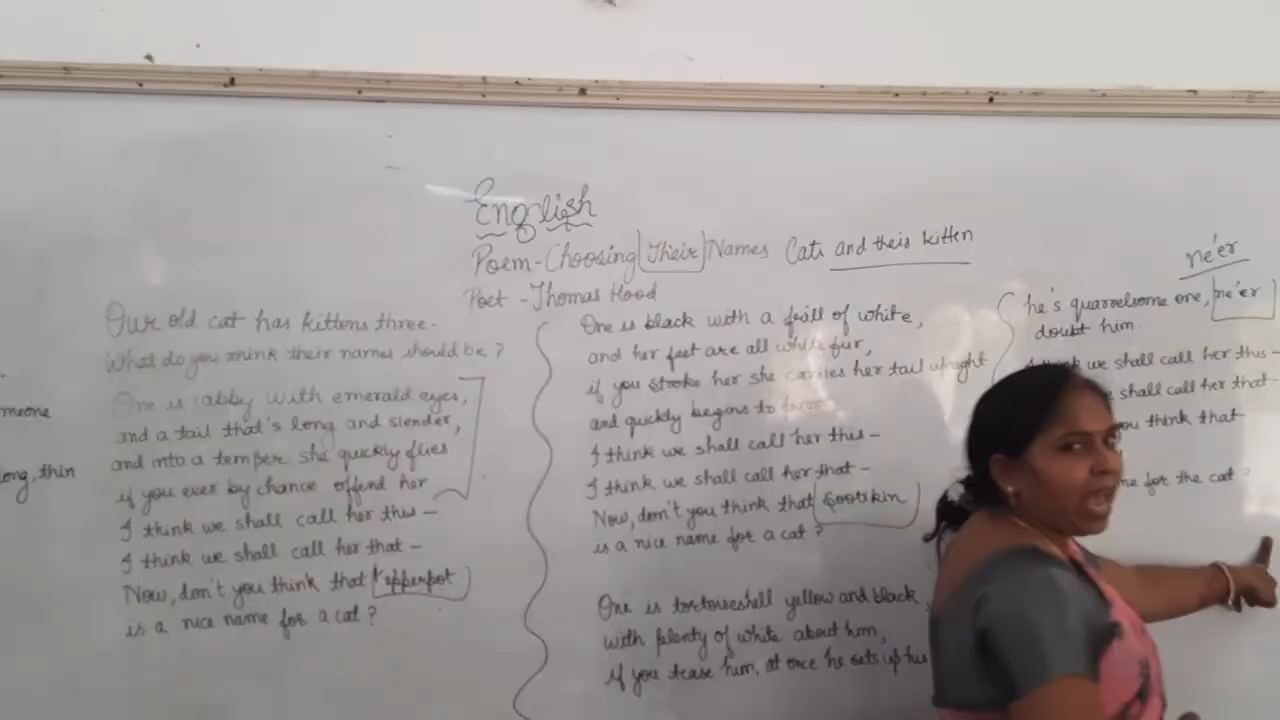 English
Poem-Choosing Their Names Cats and their kitten
Poet - Thomas Hood
meone
ong, thin
Our old cat has kittens three.
What do you think their names should be?
One is tabby with emerald eyes,
and a tail that's long and slender,
and into a temper she quickly flies
if you ever by chance offend her
I think we shall call her this-
I think we shall call her that-
Now, don't you think that Pepperpot
is a nice name for a cat?
One is black with a frill of white,
and her feet are all white fur,
if you stroke her she carries her tail upright
and quickly begins to
I think we shall call her this-
I think we shall call her that-
Now, don't you think that Sootikin
is a nice name for a cat?
One is tortoiseshell yellow and black,
with plenty of white about him,
if you tease him, at once he sets up his
ne'er
he's quarrelsome one, ne'er
doubt him.
think we shall call her this-
shall call her that-
ou think that
me for the cat?